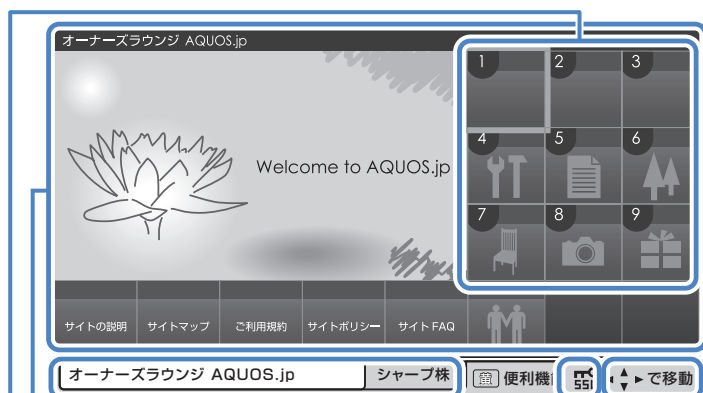 オーナーズラウンジ AQUOS.jp
1 2 3
Welcome to AQUOS.jp
4 5 6
7 8 9
サイトの説明 サイトマップ ご利用規約 サイトポリシー サイト FAQ
オーナーズラウンジ AQUOS.jp シャープ株 黄 便利機 SSL で移動